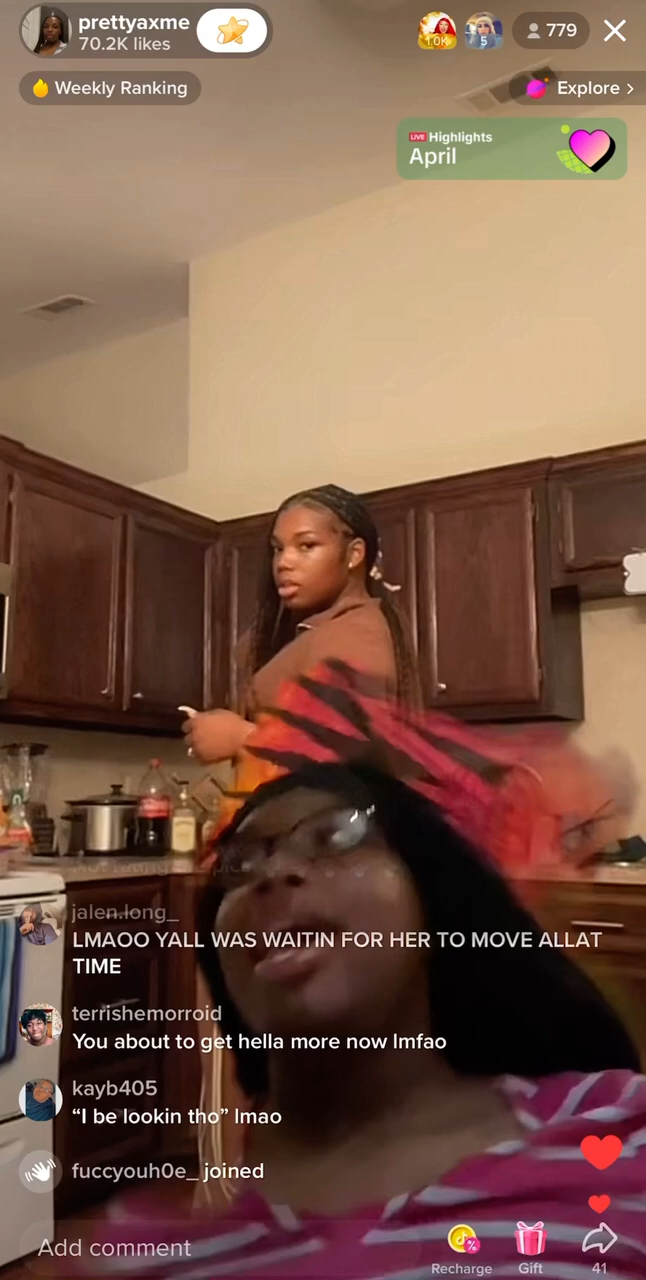 prettyaxme
70.2K likes
1.0K
5
779
Weekly Ranking
Explore >
LIVE Highlights
April
jalen.long_
LMAOO YALL WAS WAITIN FOR HER TO MOVE ALLAT
TIME
terrishemorroid
You about to get hella more now lmfao
kayb405
“I be lookin tho” lmao
fuccyouh0e_ joined
Add comment
Recharge
Gift
41